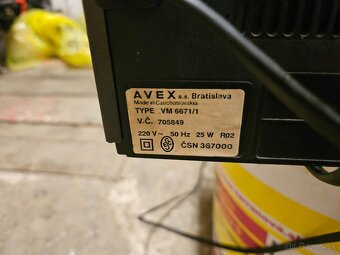 AVEX a.s. Bratislava
Made in Czechoslovakia
TYPE VM 6671/1
V.Č. 705849
220 V~ 50 Hz 25 W R02
ČSN 367000